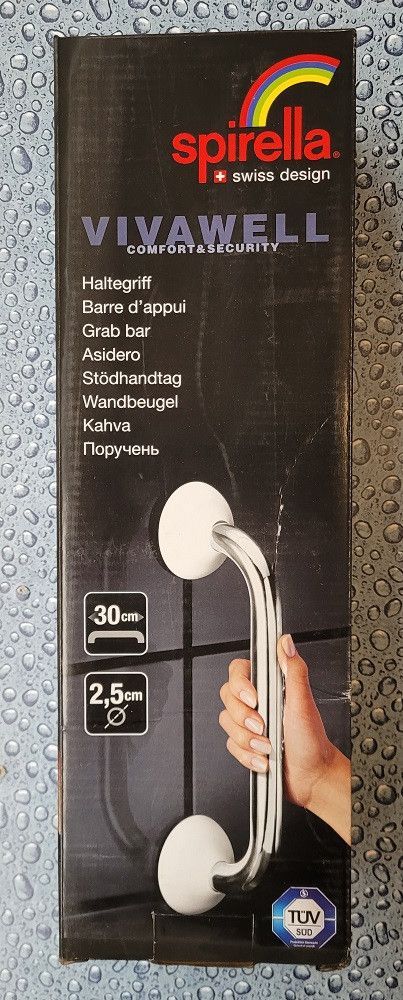 spirella®
swiss design
VIVAWELL
COMFORT&SECURITY
Haltegriff
Barre d'appui
Grab bar
Asidero
Stödhandtag
Wandbeugel
Kahva
Поручень
30cm
2,5cm
TÜV
SÜD